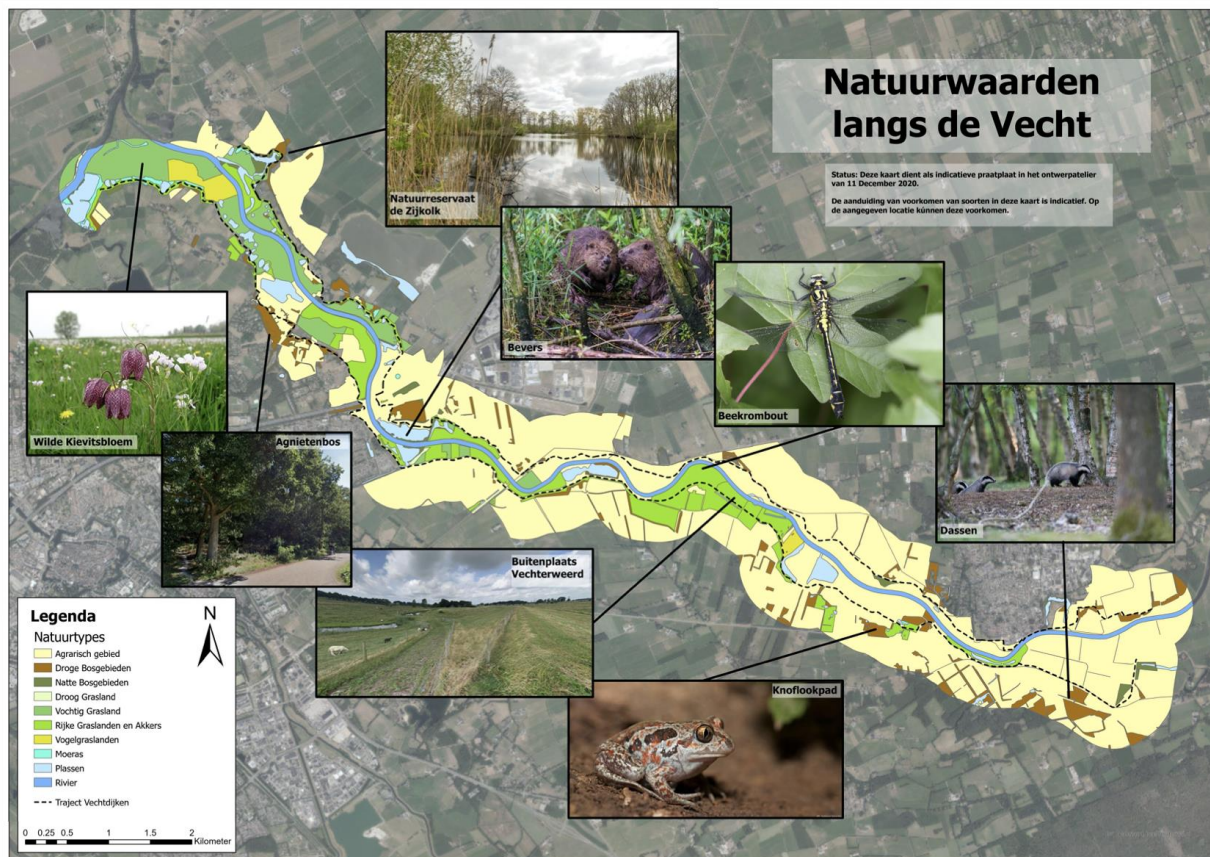 Natuurwaarden
langs de Vecht
Status: Deze kaart dient als indicatieve praatplaat in het ontwerpatelier
van 11 December 2020.
De aanduiding van voorkomen van soorten in deze kaart is indicatief. Op
de aangegeven locatie künnen deze voorkomen.
Natuurreservaat
de Zijkolk
Bevers
Beekrombout
Wilde Kievitsbloem
Agnietenbos
Dassen
Buitenplaats
Vechterweerd
Knoflookpad
Legenda
Natuurtypes
Agrarisch gebied
Droge Bosgebieden
Natte Bosgebieden
Droog Grasland
Vochtig Grasland
Rijke Graslanden en Akkers
Vogelgraslanden
Moeras
Plassen
Rivier
Traject Vechtdijken
N
0 0.25 0.5 1 1.5 2
Kilometer